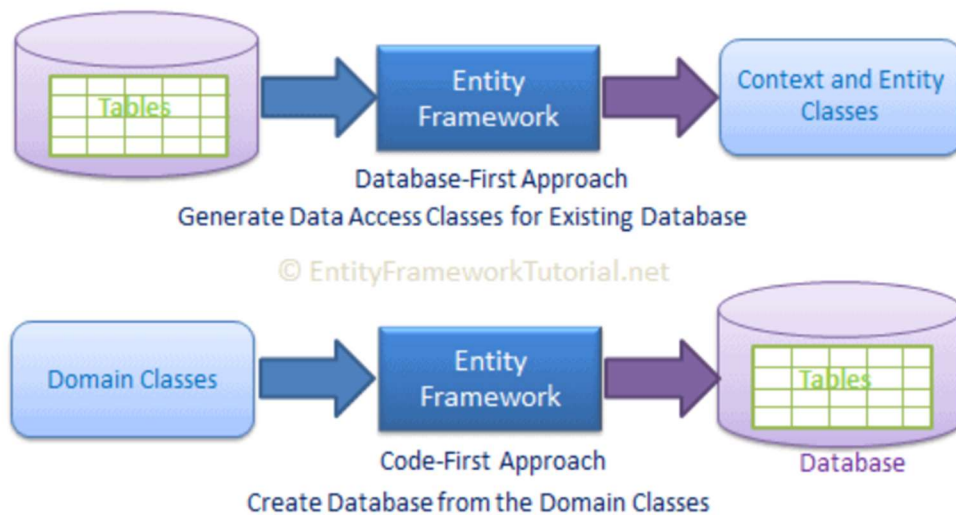 Tables
Entity
Framework
Context and Entity
Classes
Database-First Approach
Generate Data Access Classes for Existing Database
© EntityFrameworkTutorial.net
Domain Classes
Entity
Framework
Tables
Code-First Approach
Database
Create Database from the Domain Classes